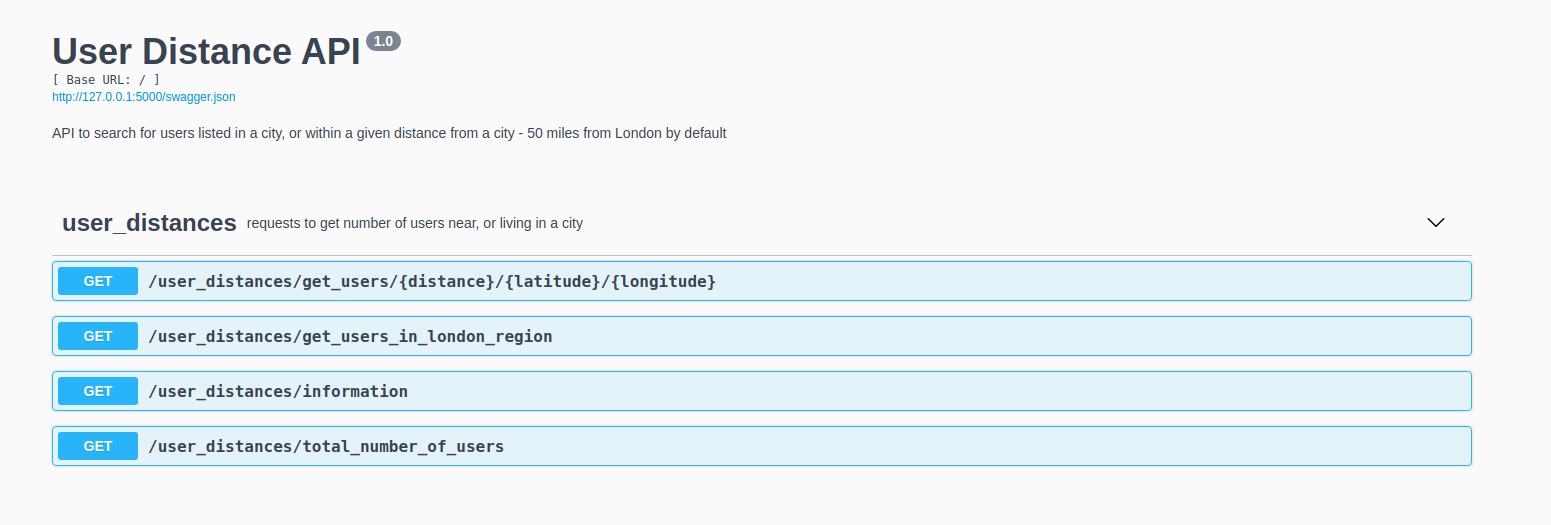 User Distance API 1.0
[ Base URL: / ]
http://127.0.0.1:5000/swagger.json
API to search for users listed in a city, or within a given distance from a city - 50 miles from London by default
user_distances requests to get number of users near, or living in a city
GET /user_distances/get_users/{distance}/{latitude}/{longitude}
GET /user_distances/get_users_in_london_region
GET /user_distances/information
GET /user_distances/total_number_of_users